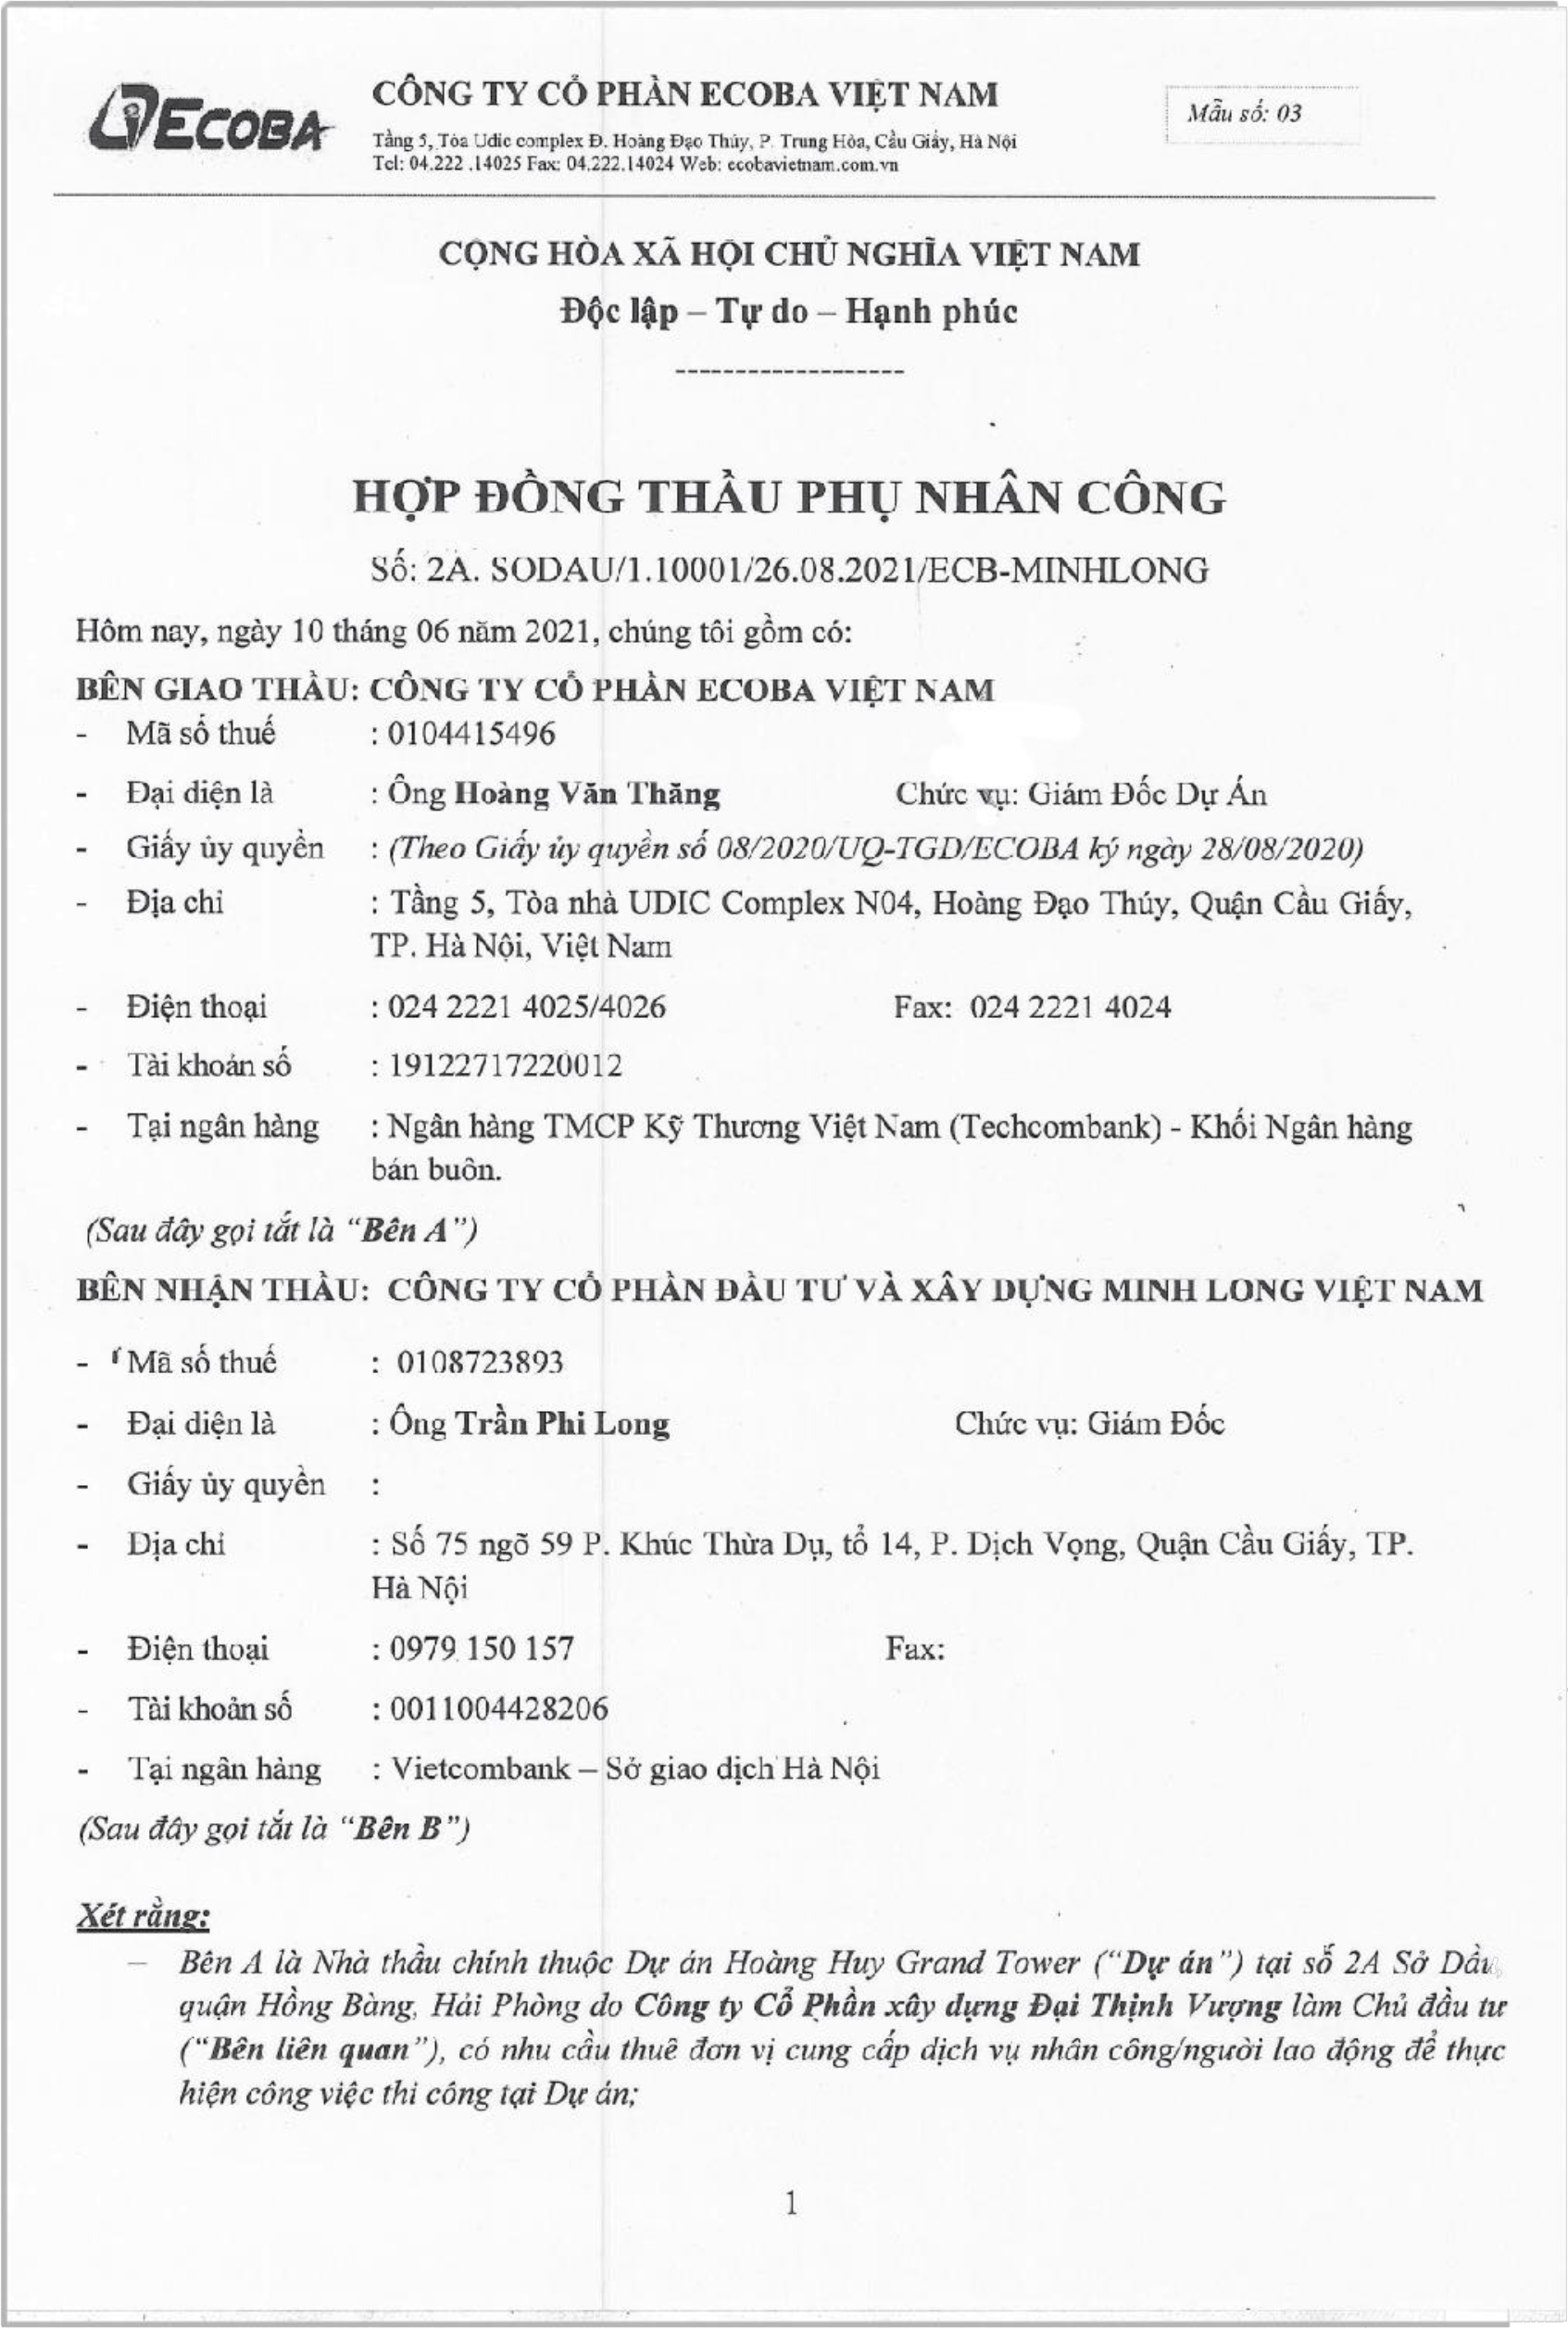 ECOBA
CÔNG TY CỔ PHẦN ECOBA VIỆT NAM
Mẫu số: 03
Tầng 5, Tòa Udic complex Đ. Hoàng Đạo Thúy, P. Trung Hòa, Cầu Giấy, Hà Nội
Tel: 04.222 .14025 Fax: 04.222.14024 Web: ecobavietnam.com.vn
CỘNG HÒA XÃ HỘI CHỦ NGHĨA VIỆT NAM
Độc lập – Tự do – Hạnh phúc
-------------------
HỢP ĐỒNG THẦU PHỤ NHÂN CÔNG
Số: 2A. SODAU/1.10001/26.08.2021/ECB-MINHLONG
Hôm nay, ngày 10 tháng 06 năm 2021, chúng tôi gồm có:
BÊN GIAO THẦU: CÔNG TY CỔ PHẦN ECOBA VIỆT NAM
- Mã số thuế : 0104415496
- Đại diện là : Ông Hoàng Văn Thăng Chức vụ: Giám Đốc Dự Án
- Giấy ủy quyền : (Theo Giấy ủy quyền số 08/2020/UQ-TGD/ECOBA ký ngày 28/08/2020)
- Địa chỉ : Tầng 5, Tòa nhà UDIC Complex N04, Hoàng Đạo Thúy, Quận Cầu Giấy,
TP. Hà Nội, Việt Nam
- Điện thoại : 024 2221 4025/4026 Fax: 024 2221 4024
- Tài khoản số : 19122717220012
- Tại ngân hàng : Ngân hàng TMCP Kỹ Thương Việt Nam (Techcombank) - Khối Ngân hàng
bán buôn.
(Sau đây gọi tắt là “Bên A”)
BÊN NHẬN THẦU: CÔNG TY CỔ PHẦN ĐẦU TƯ VÀ XÂY DỰNG MINH LONG VIỆT NAM
- Mã số thuế : 0108723893
- Đại diện là : Ông Trần Phi Long Chức vụ: Giám Đốc
- Giấy ủy quyền :
- Địa chỉ : Số 75 ngõ 59 P. Khúc Thừa Dụ, tổ 14, P. Dịch Vọng, Quận Cầu Giấy, TP.
Hà Nội
- Điện thoại : 0979 150 157 Fax:
- Tài khoản số : 0011004428206
- Tại ngân hàng : Vietcombank – Sở giao dịch Hà Nội
(Sau đây gọi tắt là “Bên B”)
Xét rằng:
– Bên A là Nhà thầu chính thuộc Dự án Hoàng Huy Grand Tower (“Dự án”) tại số 2A Sở Dầu,
quận Hồng Bàng, Hải Phòng do Công ty Cổ Phần xây dựng Đại Thịnh Vượng làm Chủ đầu tư
(“Bên liên quan”), có nhu cầu thuê đơn vị cung cấp dịch vụ nhân công/người lao động để thực
hiện công việc thi công tại Dự án;
1